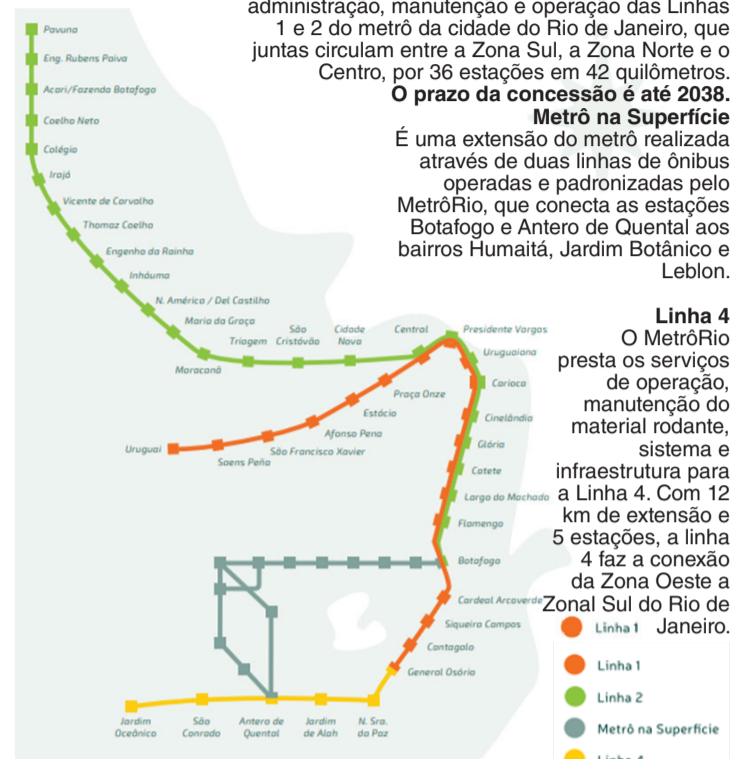 administração, manutenção e operação das Linhas
1 e 2 do metrô da cidade do Rio de Janeiro, que
juntas circulam entre a Zona Sul, a Zona Norte e o
Centro, por 36 estações em 42 quilômetros.
O prazo da concessão é até 2038.
Metrô na Superfície
É uma extensão do metrô realizada
através de duas linhas de ônibus
operadas e padronizadas pelo
MetrôRio, que conecta as estações
Botafogo e Antero de Quental aos
bairros Humaitá, Jardim Botânico e
Leblon.
Linha 4
O MetrôRio
presta os serviços
de operação,
manutenção do
material rodante,
sistema e
infraestrutura para
a Linha 4. Com 12
km de extensão e
5 estações, a linha
4 faz a conexão
da Zona Oeste a
Zonal Sul do Rio de
Janeiro.
Pavuna
Eng. Rubens Paiva
Acari/Fazenda Botafogo
Coelho Neto
Colégio
Irajá
Vicente de Carvalho
Thomaz Coelho
Engenho da Rainha
Inháuma
N. América / Del Castilho
Maria da Graça
Triagem
Maracanã
São
Cristóvão
Cidade
Nova
Central
Presidente Vargas
Uruguaiana
Carioca
Cinelândia
Glória
Catete
Largo do Machado
Flamengo
Botafogo
Cardeal Arcoverde
Siqueira Campos
Cantagalo
General Osório
Praça Onze
Estácio
Afonso Pena
São Francisco Xavier
Saens Peña
Uruguai
Jardim
Oceânico
São
Conrado
Antero de
Quental
Jardim
de Alah
N. Sra.
da Paz
Linha 1
Linha 1
Linha 2
Metrô na Superfície
Linha 4